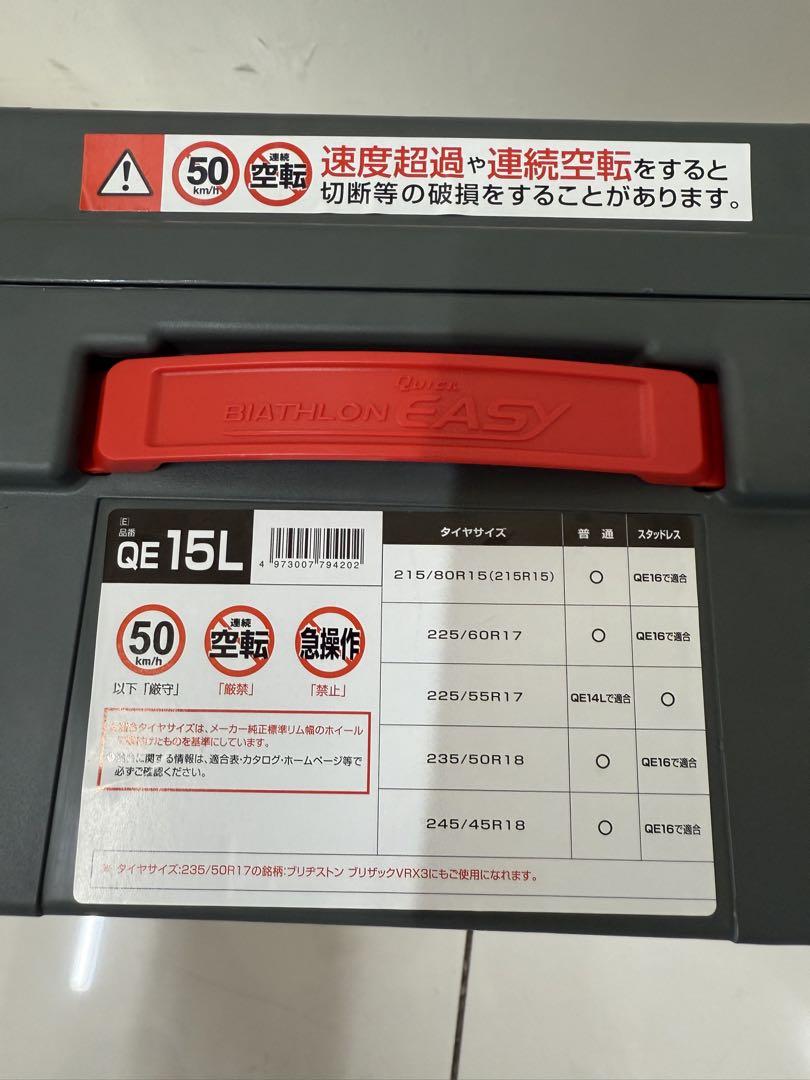 50
km/h
連続
空転
速度超過や連続空転をすると
切断等の破損をすることがあります。
QUICK
BIATHLON EASY
[E]
品番
QE 15L
4 973007 794202
50
km/h
以下「厳守」
連続
空転
「厳禁」
急操作
「禁止」
タイヤサイズは、メーカー純正標準リム幅のホイール
たものを基準にしています。
に関する情報は、適合表・カタログ・ホームページ等で
必ずご確認ください。
タイヤサイズ 普通 スタッドレス
215/80R15(215R15) ○ QE16で適合
225/60R17 ○ QE16で適合
225/55R17 QE14Lで適合 ○
235/50R18 ○ QE16で適合
245/45R18 ○ QE16で適合
※ タイヤサイズ:235/50R17の銘柄:ブリヂストン ブリザックVRX3にもご使用になれます。